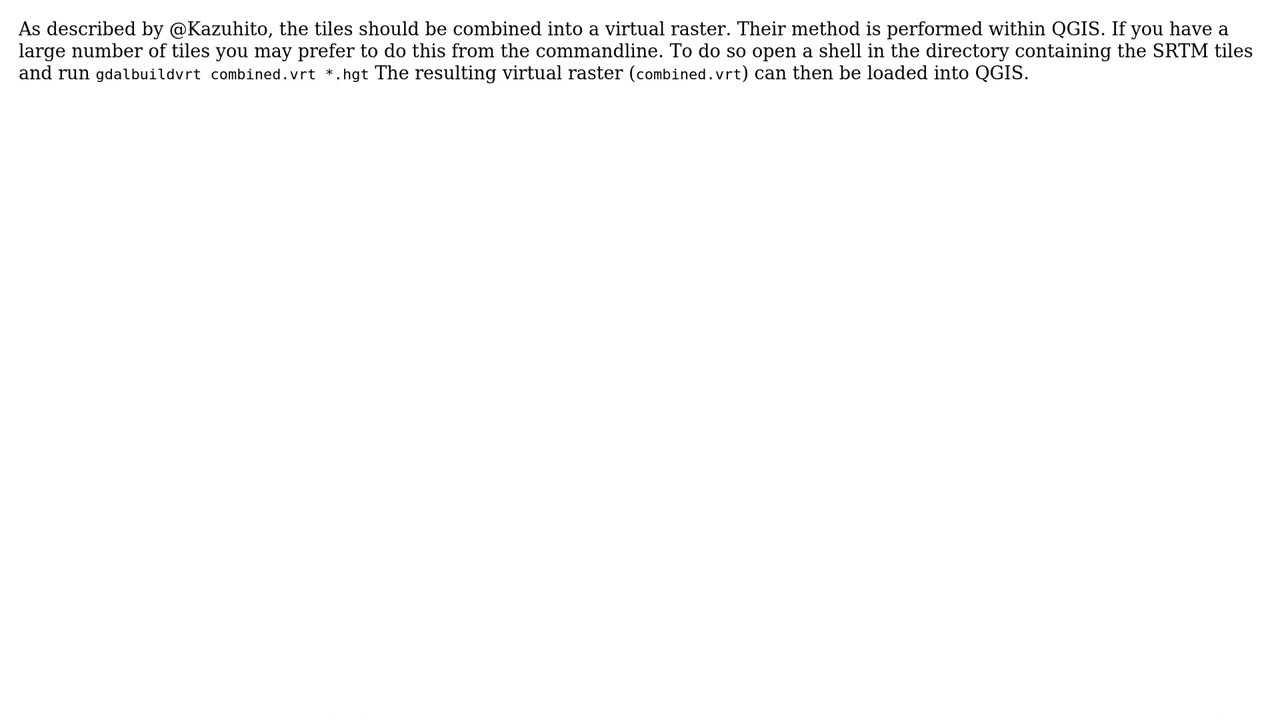 As described by @Kazuhito, the tiles should be combined into a virtual raster. Their method is performed within QGIS. If you have a
large number of tiles you may prefer to do this from the commandline. To do so open a shell in the directory containing the SRTM tiles
and run gdalbuildvrt combined.vrt *.hgt The resulting virtual raster (combined.vrt) can then be loaded into QGIS.